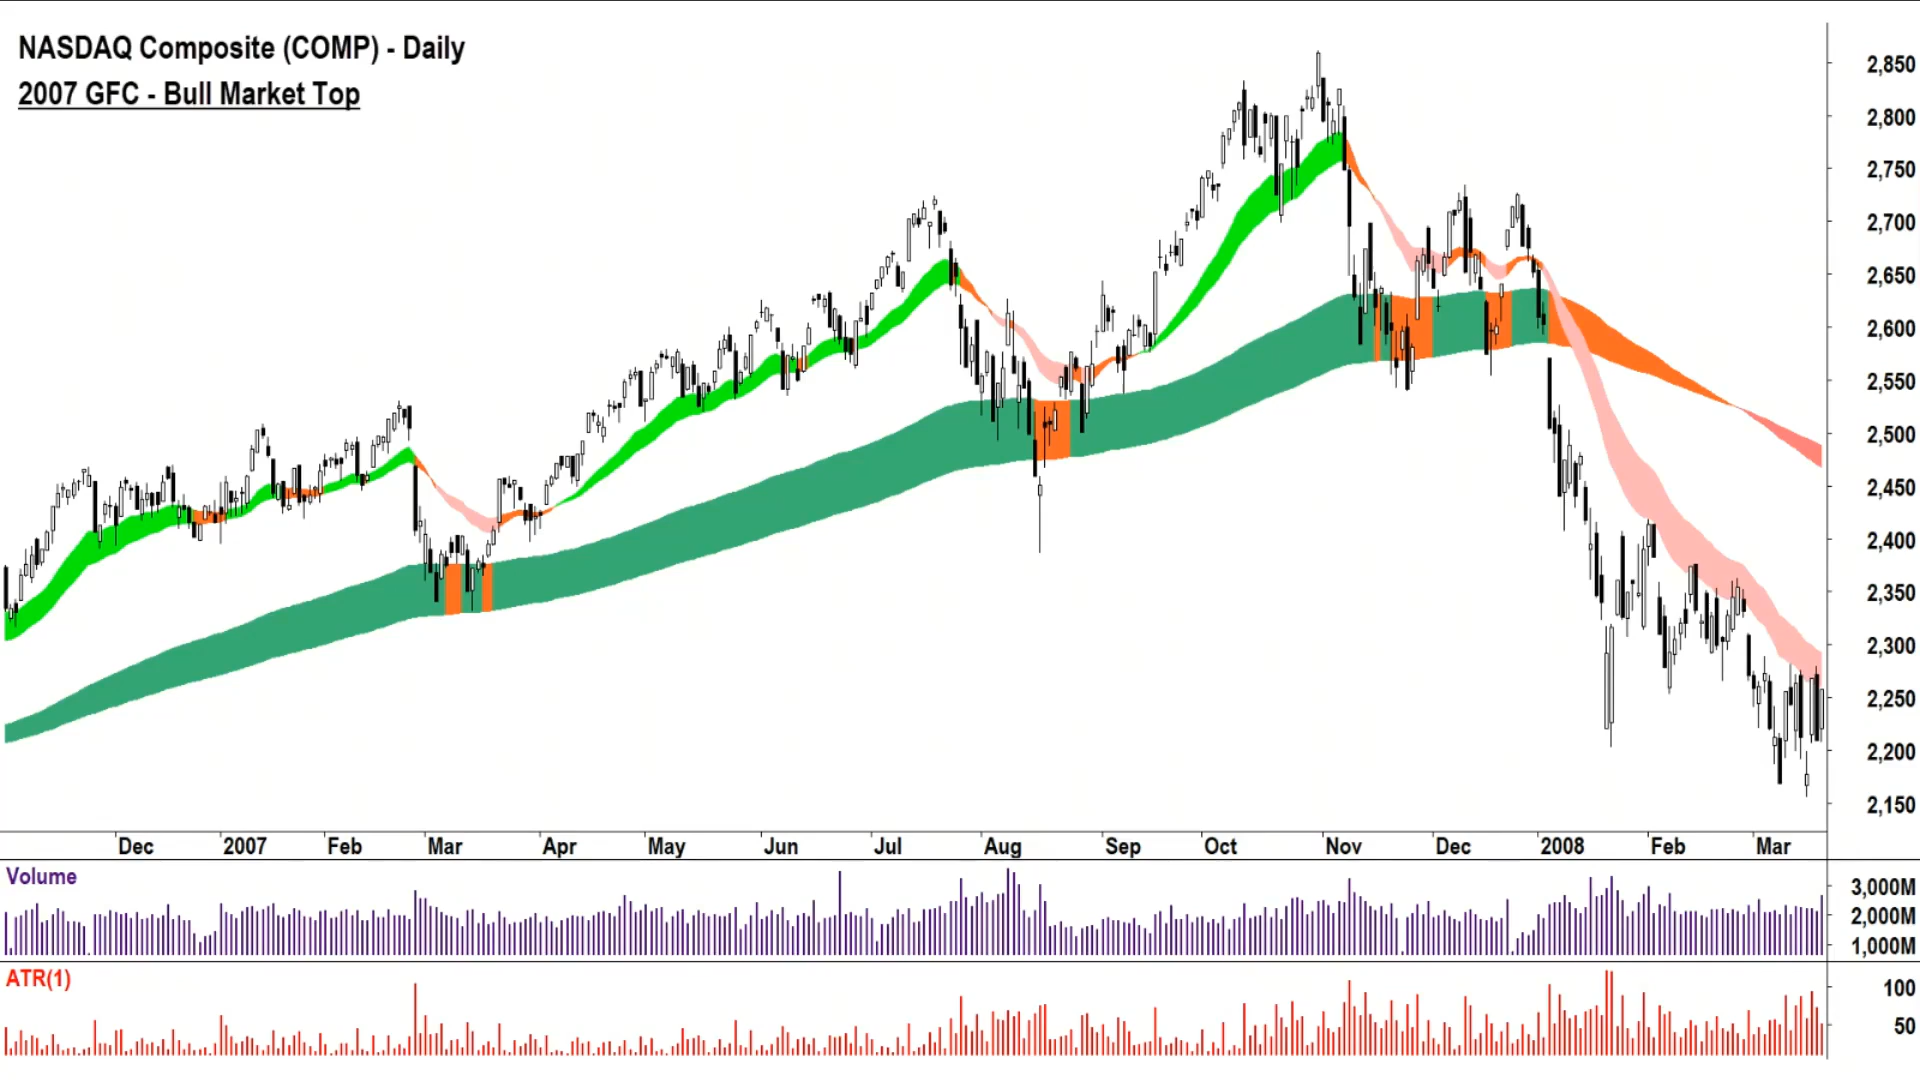 NASDAQ Composite (COMP) - Daily
2007 GFC - Bull Market Top
2,850
2,800
2,750
2,700
2,650
2,600
2,550
2,500
2,450
2,400
2,350
2,300
2,250
2,200
2,150
Dec 2007 Feb Mar Apr May Jun Jul Aug Sep Oct Nov Dec 2008 Feb Mar
Volume
3,000M
2,000M
1,000M
ATR(1)
100
50